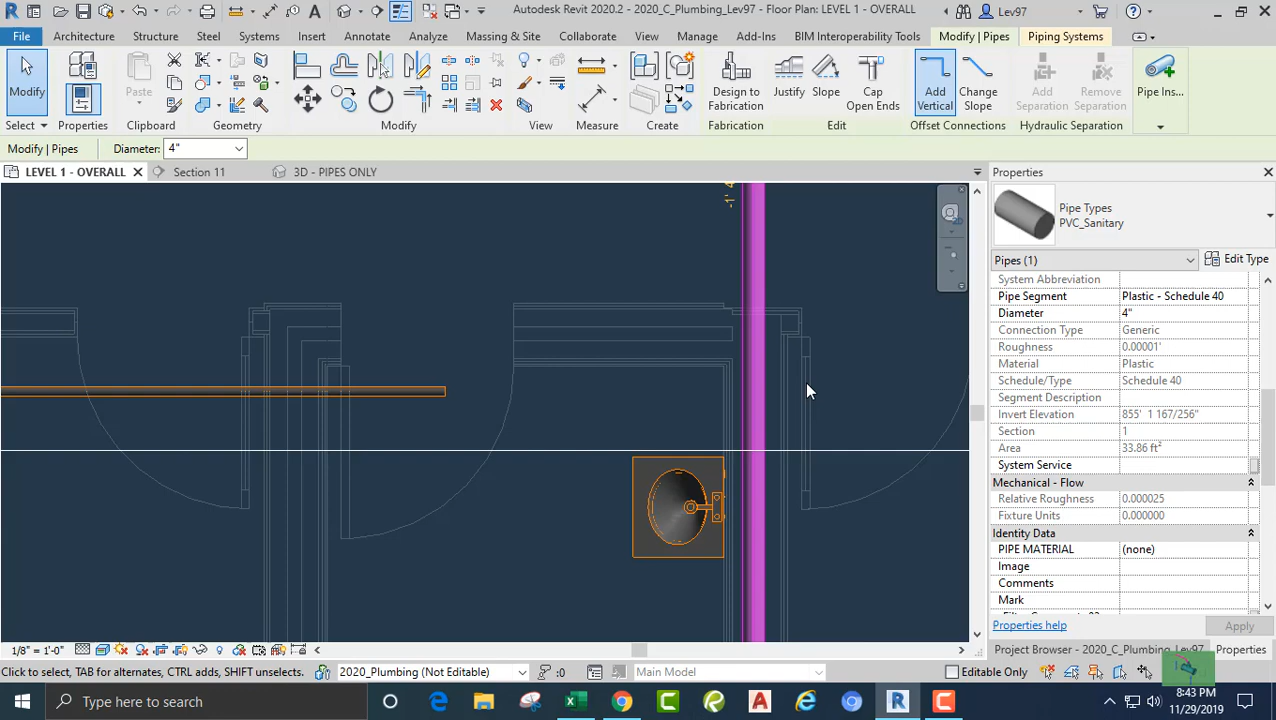 Autodesk Revit 2020.2 - 2020_C_Plumbing_Lev97 - Floor Plan: LEVEL 1 - OVERALL
Lev97
File Architecture Structure Steel Systems Insert Annotate Analyze Massing & Site Collaborate View Manage Add-Ins BIM Interoperability Tools Modify | Pipes Piping Systems
Modify Paste Design to Fabrication Justify Slope Cap Open Ends Add Vertical Change Slope Add Separation Remove Separation Pipe Ins...
Select Properties Clipboard Geometry Modify View Measure Create Fabrication Edit Offset Connections Hydraulic Separation
Modify | Pipes Diameter: 4"
LEVEL 1 - OVERALL Section 11 3D - PIPES ONLY
Properties
Pipe Types
PVC_Sanitary
Pipes (1) Edit Type
System Abbreviation
Pipe Segment Plastic - Schedule 40
Diameter 4"
Connection Type Generic
Roughness 0.00001'
Material Plastic
Schedule/Type Schedule 40
Segment Description
Invert Elevation 855' 1 167/256"
Section 1
Area 33.86 ft²
System Service
Mechanical - Flow
Relative Roughness 0.000025
Fixture Units 0.000000
Identity Data
PIPE MATERIAL (none)
Image
Comments
Mark
Properties help Apply
Project Browser - 2020_C_Plumbing_Lev97 Properties
1/8" = 1'-0"
Click to select, TAB for alternates, CTRL adds, SHIFT unselects. 2020_Plumbing (Not Editable) :0 Main Model Editable Only
Type here to search
8:43 PM
11/29/2019